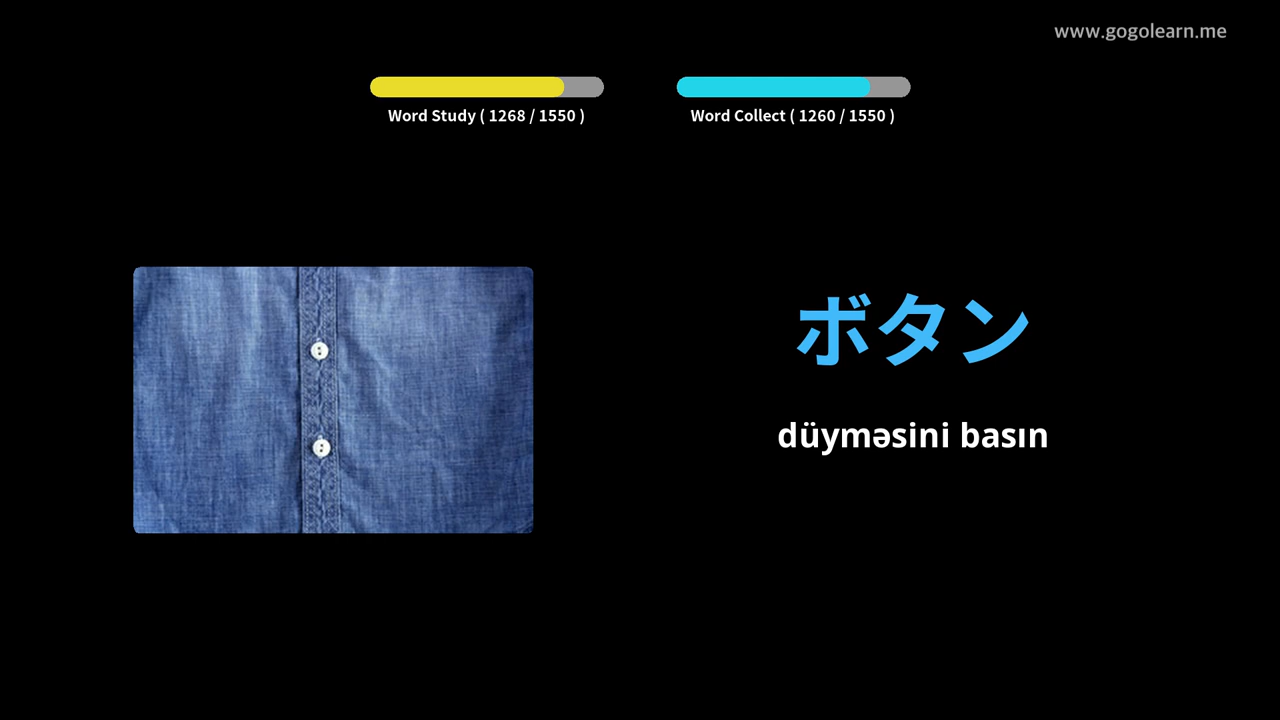 www.gogolearn.me
Word Study ( 1268 / 1550 )
Word Collect ( 1260 / 1550 )
ボタン
düyməsini basın